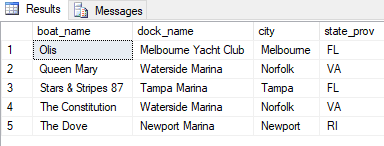 Results Messages
boat_name dock_name city state_prov
1 Olis Melbourne Yacht Club Melbourne FL
2 Queen Mary Waterside Marina Norfolk VA
3 Stars & Stripes 87 Tampa Marina Tampa FL
4 The Constitution Waterside Marina Norfolk VA
5 The Dove Newport Marina Newport RI